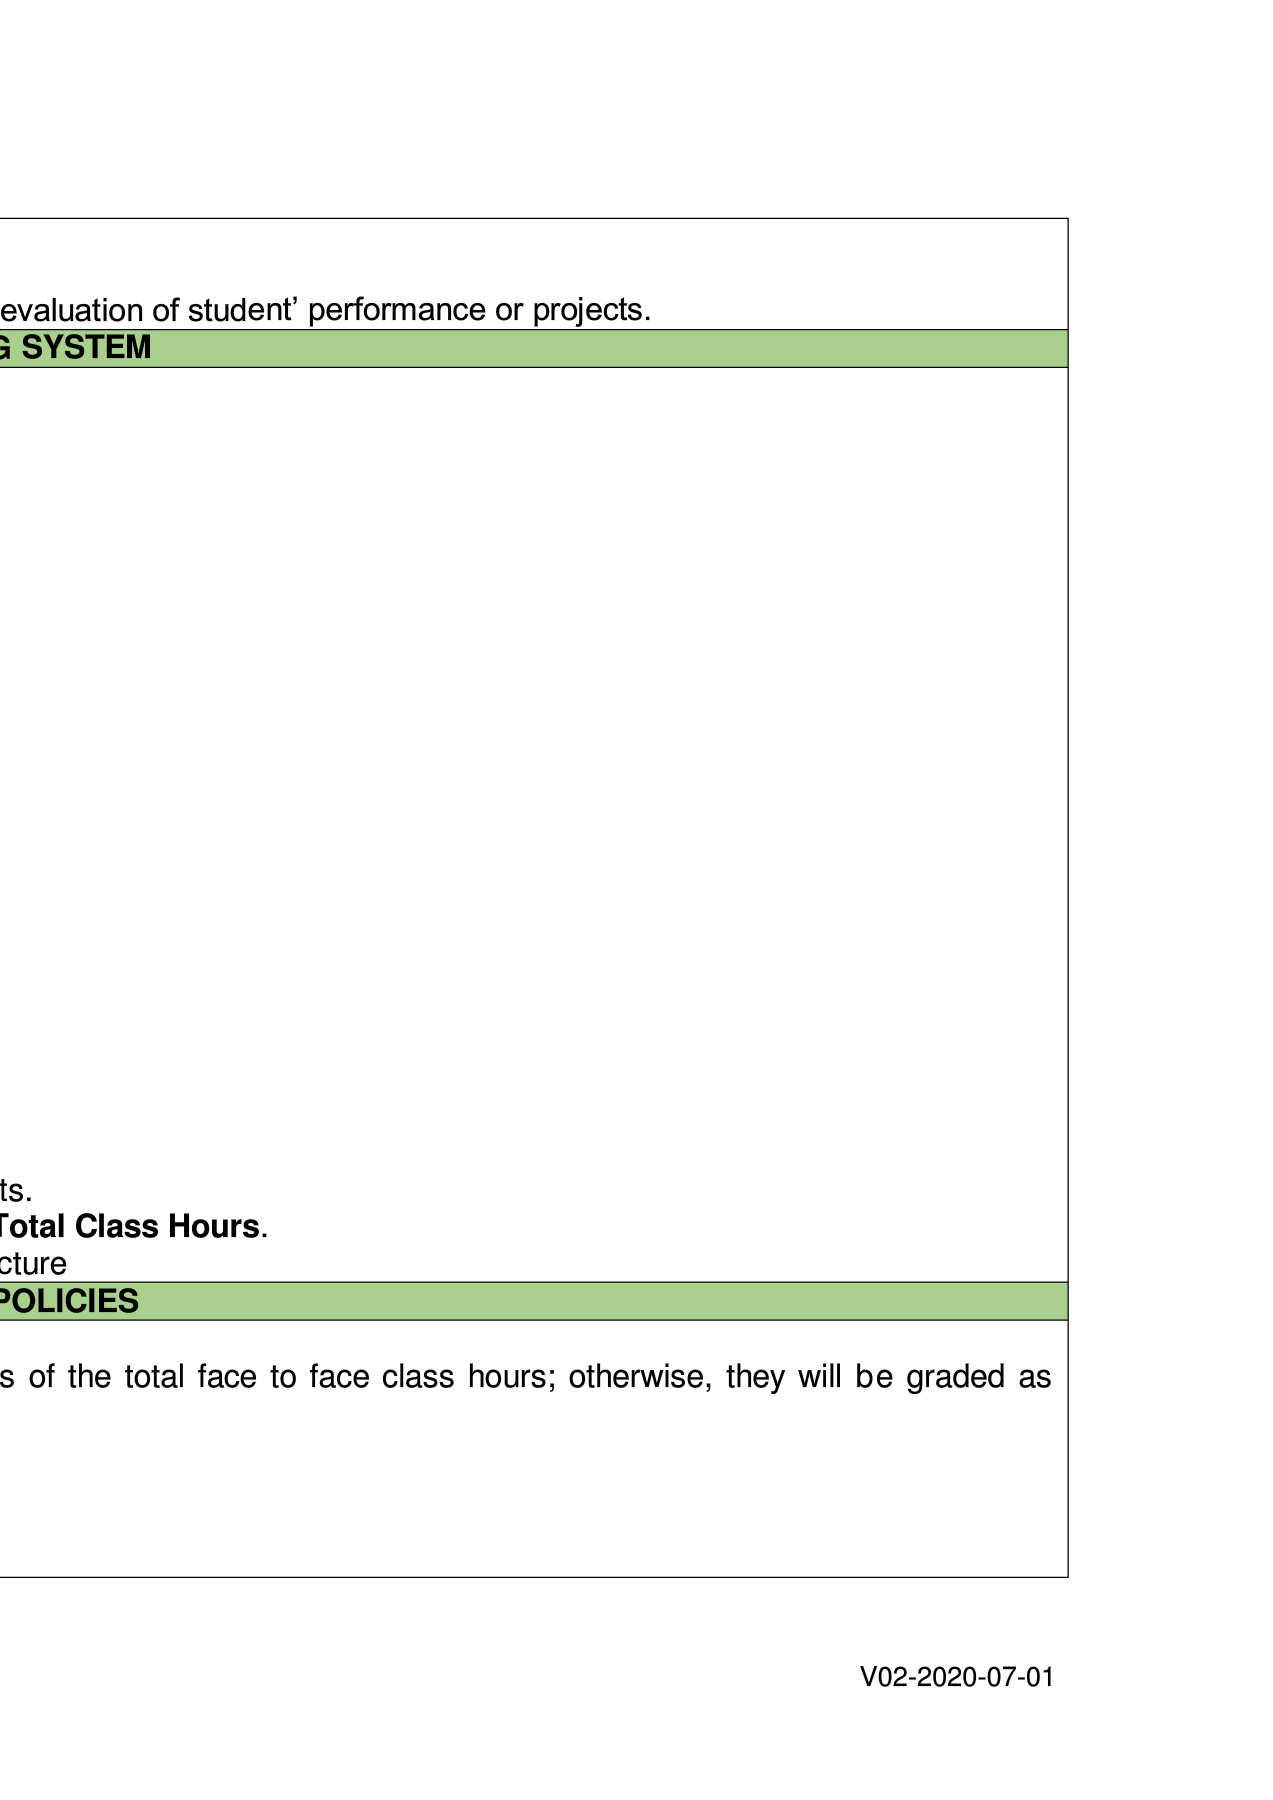 evaluation of student’ performance or projects.
G SYSTEM
ts.
Total Class Hours.
cture
POLICIES
s of the total face to face class hours; otherwise, they will be graded as
V02-2020-07-01